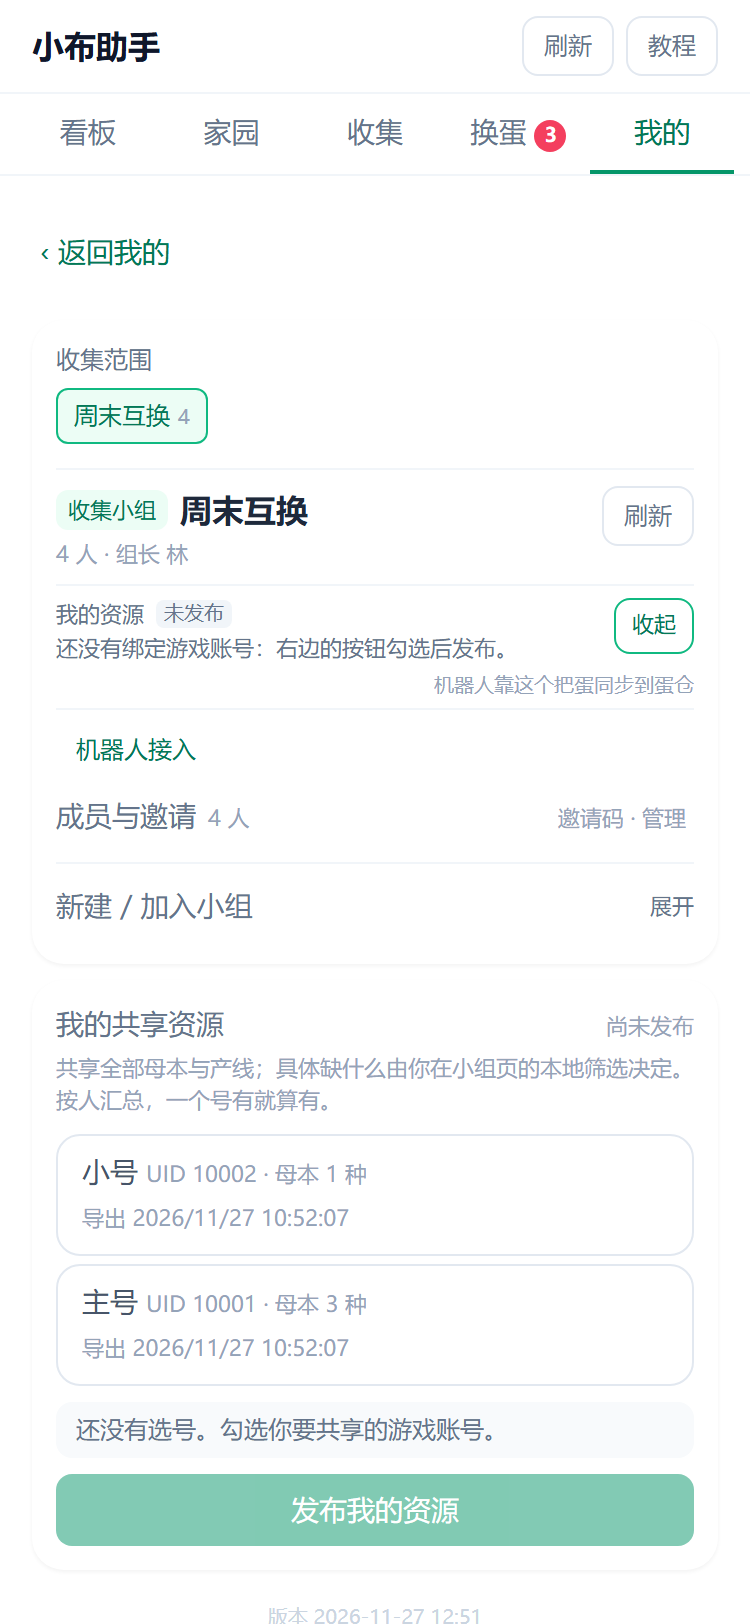 小布助手
刷新
教程
看板
家园
收集
换蛋 3
我的
‹ 返回我的
收集范围
周末互换 4
收集小组 周末互换
刷新
4 人 · 组长 林
我的资源 未发布
收起
还没有绑定游戏账号：右边的按钮勾选后发布。
机器人靠这个把蛋同步到蛋仓
机器人接入
成员与邀请 4 人
邀请码 · 管理
新建 / 加入小组
展开
我的共享资源
尚未发布
共享全部母本与产线；具体缺什么由你在小组页的本地筛选决定。
按人汇总，一个号有就算有。
小号 UID 10002 · 母本 1 种
导出 2026/11/27 10:52:07
主号 UID 10001 · 母本 3 种
导出 2026/11/27 10:52:07
还没有选号。勾选你要共享的游戏账号。
发布我的资源
版本 2026-11-27 12:51